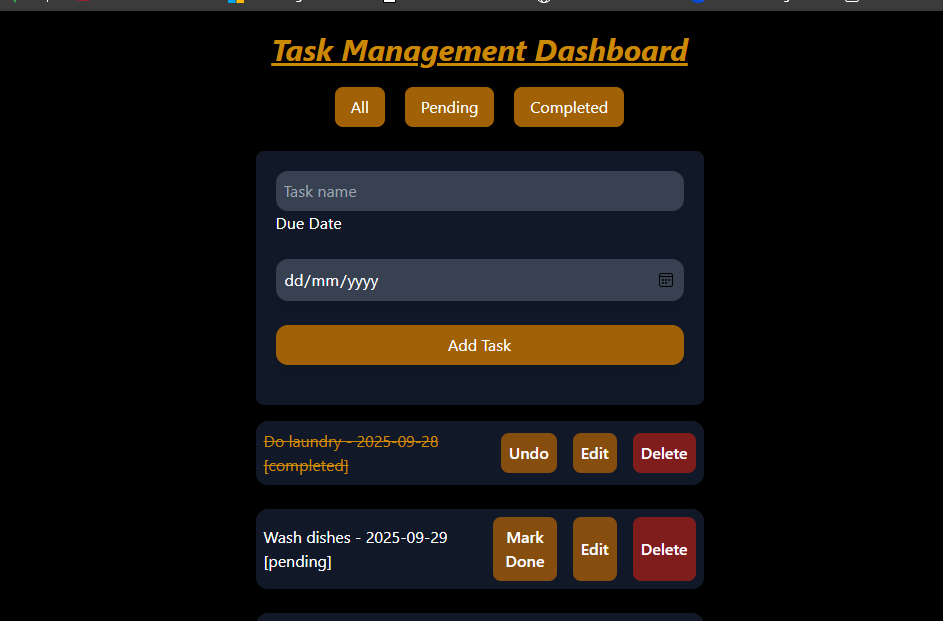 Task Management Dashboard
All Pending Completed
Task name
Due Date
dd/mm/yyyy
Add Task
Do laundry - 2025-09-28
[completed]
Undo Edit Delete
Wash dishes - 2025-09-29
[pending]
Mark
Done
Edit Delete